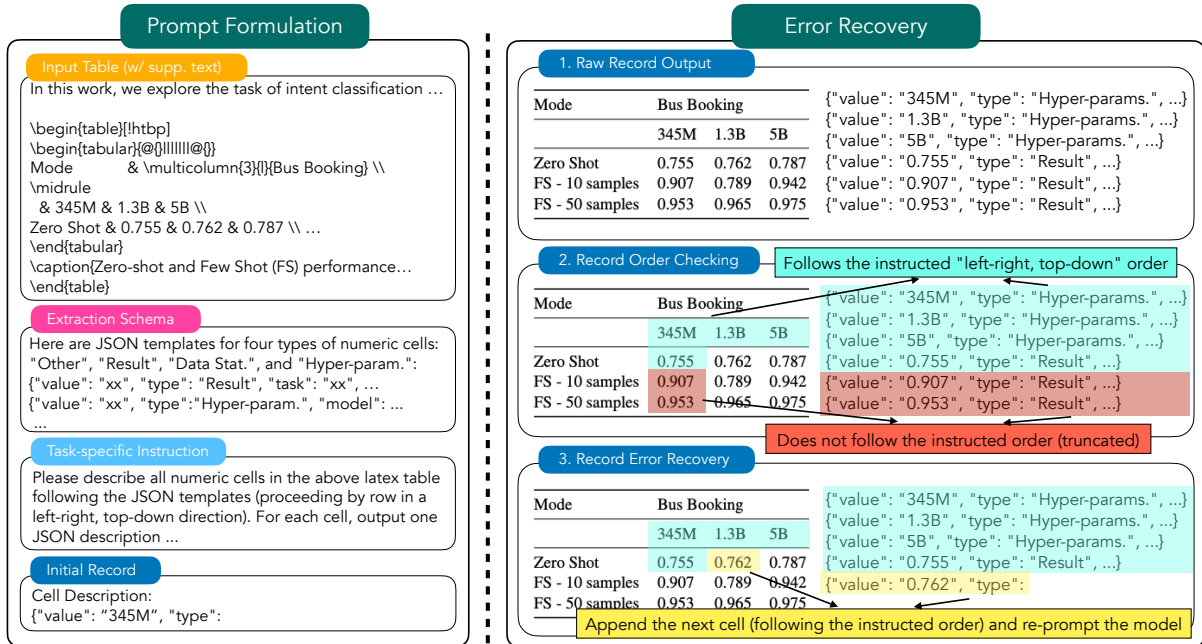 Prompt Formulation
Input Table (w/ supp. text)
In this work, we explore the task of intent classification ...
\begin{table}[!htbp]
\begin{tabular}{@{}lllllll@{}}
Mode & \multicolumn{3}{l}{Bus Booking} \\
\midrule
& 345M & 1.3B & 5B \\
Zero Shot & 0.755 & 0.762 & 0.787 \\ ...
\end{tabular}
\caption{Zero-shot and Few Shot (FS) performance...
\end{table}
Extraction Schema
Here are JSON templates for four types of numeric cells:
"Other", "Result", "Data Stat.", and "Hyper-param.":
{"value": "xx", "type": "Result", "task": "xx", ...
{"value": "xx", "type":"Hyper-param.", "model": ...
...
Task-specific Instruction
Please describe all numeric cells in the above latex table
following the JSON templates (proceeding by row in a
left-right, top-down direction). For each cell, output one
JSON description ...
Initial Record
Cell Description:
{"value": “345M”, "type":
Error Recovery
1. Raw Record Output
Mode Bus Booking
345M 1.3B 5B
Zero Shot 0.755 0.762 0.787
FS - 10 samples 0.907 0.789 0.942
FS - 50 samples 0.953 0.965 0.975
{"value": "345M", "type": "Hyper-params.", ...}
{"value": "1.3B", "type": "Hyper-params.", ...}
{"value": "5B", "type": "Hyper-params.", ...}
{"value": "0.755", "type": "Result", ...}
{"value": "0.907", "type": "Result", ...}
{"value": "0.953", "type": "Result", ...}
2. Record Order Checking
Follows the instructed "left-right, top-down" order
Mode Bus Booking
345M 1.3B 5B
Zero Shot 0.755 0.762 0.787
FS - 10 samples 0.907 0.789 0.942
FS - 50 samples 0.953 0.965 0.975
{"value": "345M", "type": "Hyper-params.", ...}
{"value": "1.3B", "type": "Hyper-params.", ...}
{"value": "5B", "type": "Hyper-params.", ...}
{"value": "0.755", "type": "Result", ...}
{"value": "0.907", "type": "Result", ...}
{"value": "0.953", "type": "Result", ...}
Does not follow the instructed order (truncated)
3. Record Error Recovery
Mode Bus Booking
345M 1.3B 5B
Zero Shot 0.755 0.762 0.787
FS - 10 samples 0.907 0.789 0.942
FS - 50 samples 0.953 0.965 0.975
{"value": "345M", "type": "Hyper-params.", ...}
{"value": "1.3B", "type": "Hyper-params.", ...}
{"value": "5B", "type": "Hyper-params.", ...}
{"value": "0.755", "type": "Result", ...}
{"value": "0.762", "type":
Append the next cell (following the instructed order) and re-prompt the model